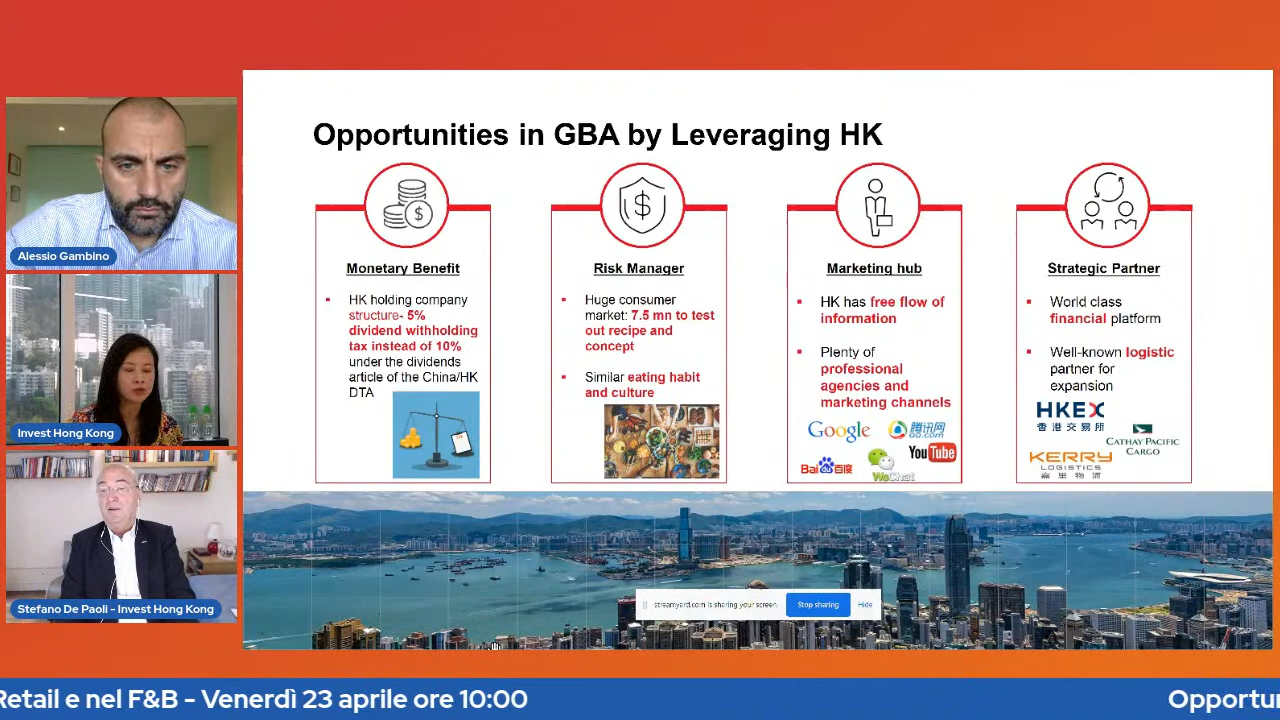 Opportunities in GBA by Leveraging HK
Monetary Benefit
HK holding company
structure- 5%
dividend withholding
tax instead of 10%
under the dividends
article of the China/HK
DTA
Risk Manager
Huge consumer
market: 7.5 mn to test
out recipe and
concept
Similar eating habit
and culture
Marketing hub
HK has free flow of
information
Plenty of
professional
agencies and
marketing channels
Google
腾讯网
QQ.com
YouTube
Bai 百度
WeChat
Strategic Partner
World class
financial platform
Well-known logistic
partner for
expansion
HKEX
香港交易所
CATHAY PACIFIC
CARGO
KERRY
LOGISTICS
嘉里物流
Alessio Gambino
Invest Hong Kong
Stefano De Paoli - Invest Hong Kong
streamyard.com is sharing your screen.
Stop sharing
Hide
Retail e nel F&B - Venerdì 23 aprile ore 10:00
Opportun